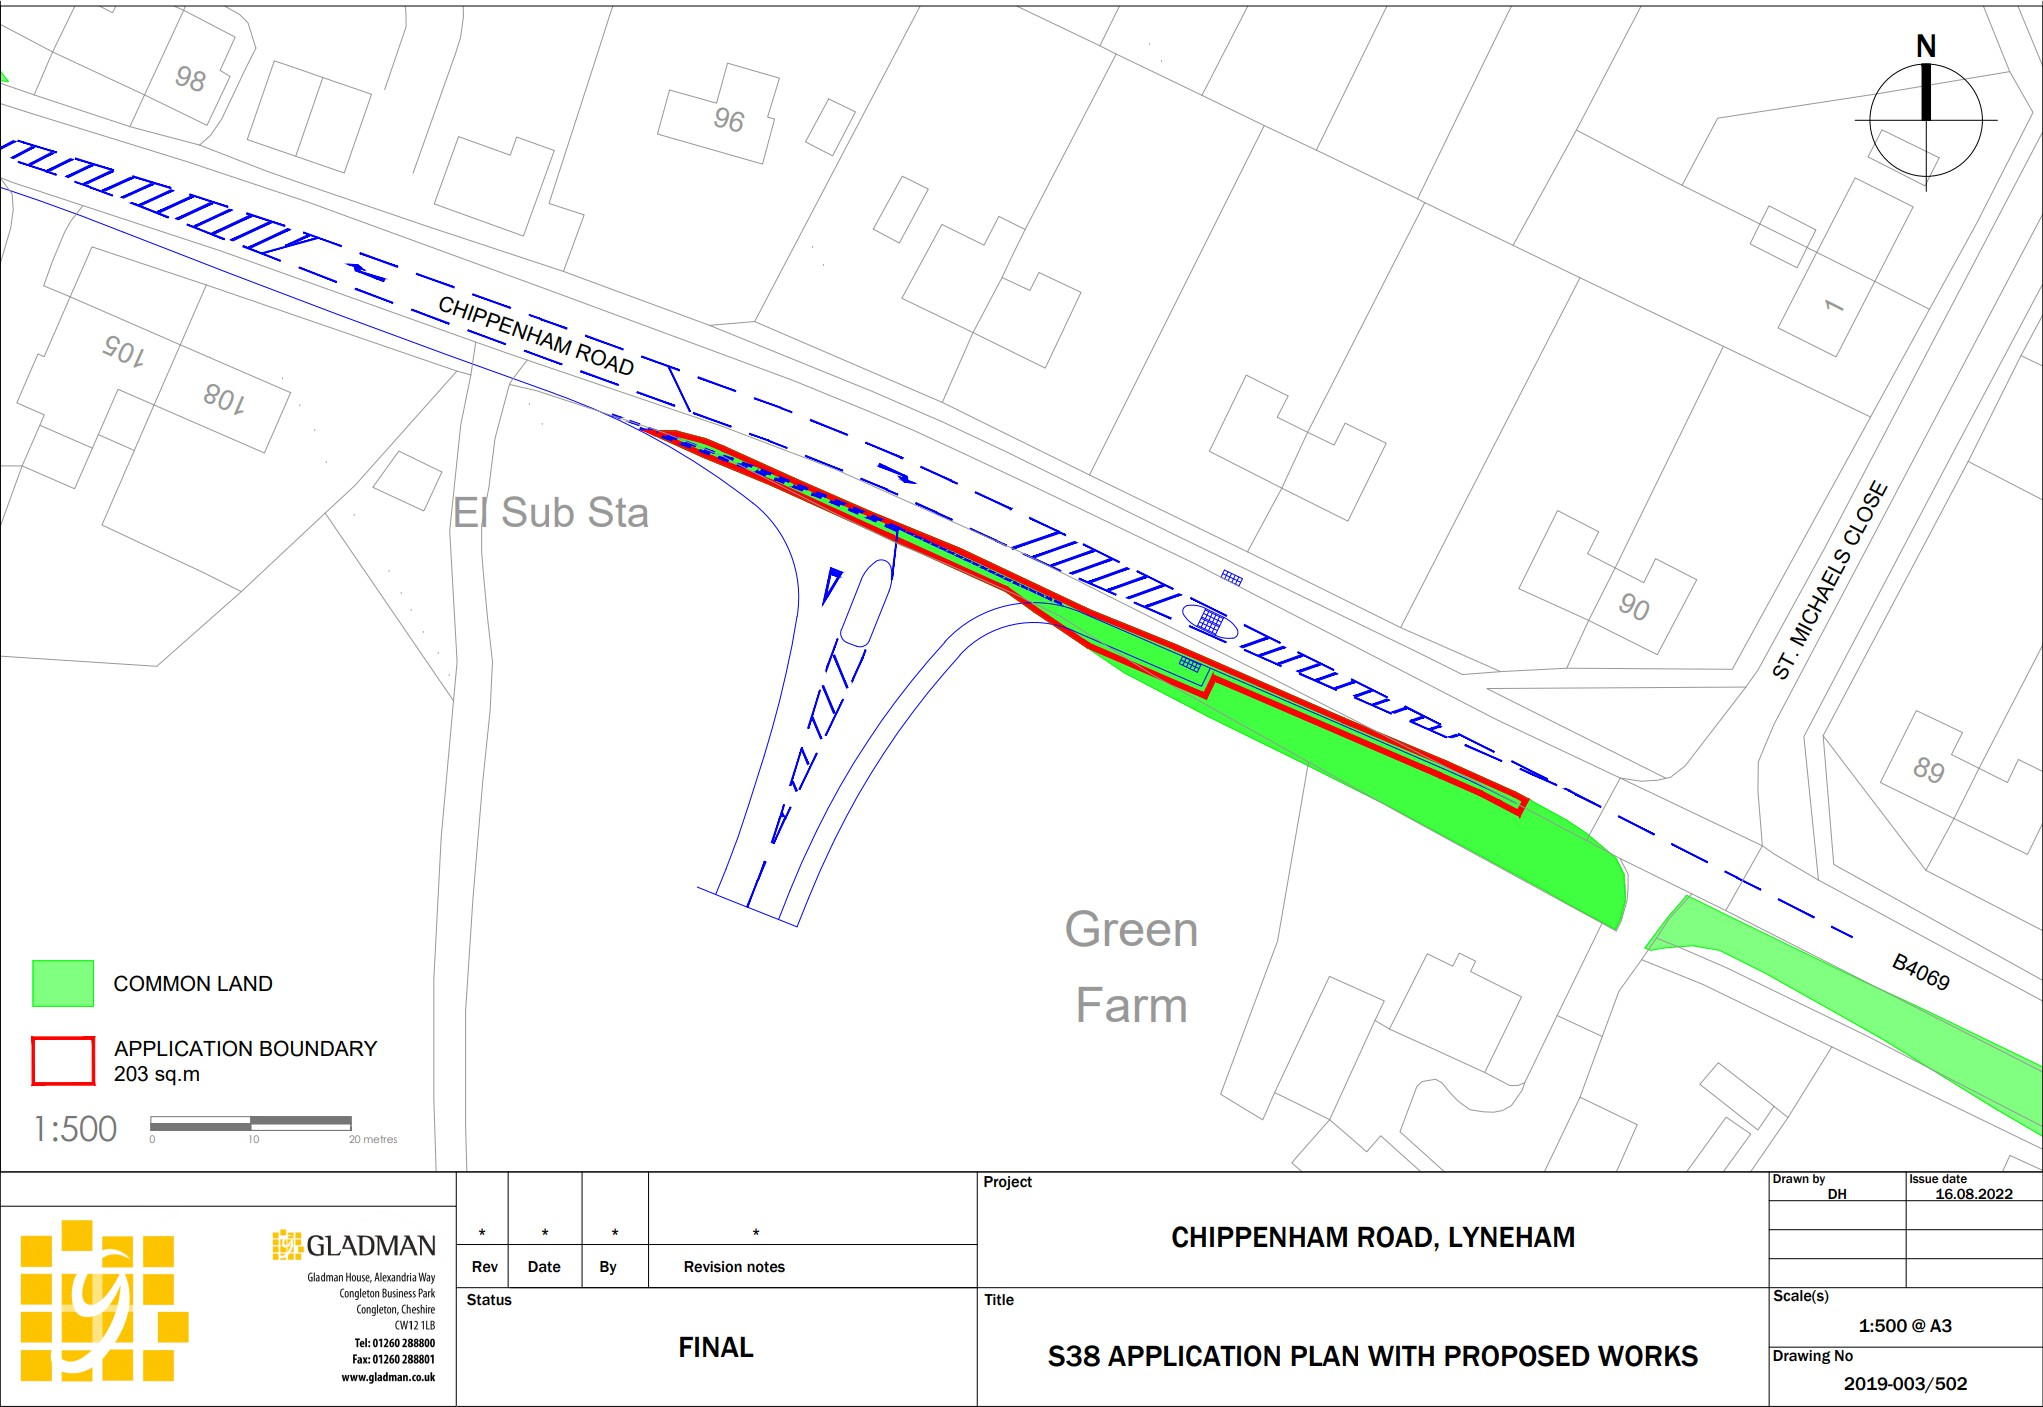 N
98
96
CHIPPENHAM ROAD
105
108
1
El Sub Sta
90
ST. MICHAELS CLOSE
89
Green
Farm
B4069
COMMON LAND
APPLICATION BOUNDARY
203 sq.m
1:500
0 10 20 metres
GLADMAN
Gladman House, Alexandria Way
Congleton Business Park
Congleton, Cheshire
CW12 1LB
Tel: 01260 288800
Fax: 01260 288801
www.gladman.co.uk
* * * *
Rev Date By Revision notes
Status
FINAL
Project
CHIPPENHAM ROAD, LYNEHAM
Title
S38 APPLICATION PLAN WITH PROPOSED WORKS
Drawn by Issue date
DH 16.08.2022
Scale(s)
1:500 @ A3
Drawing No
2019-003/502